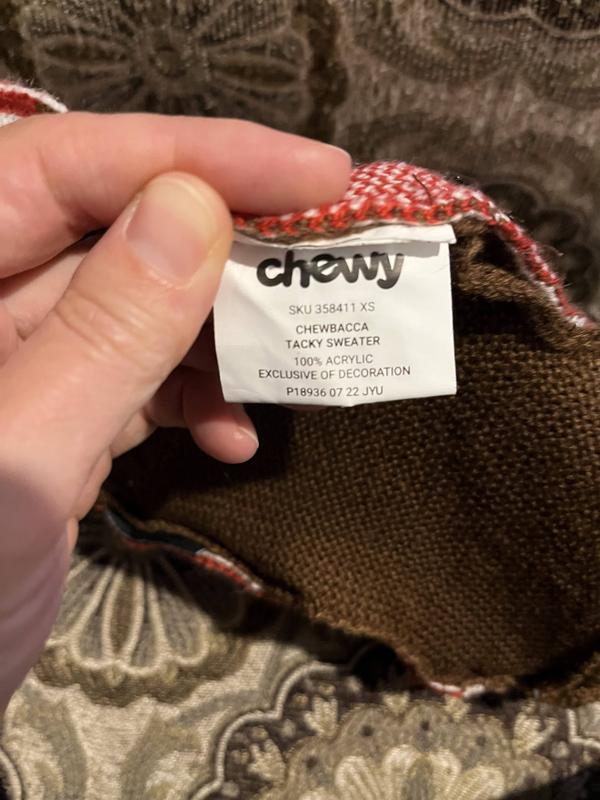 chewy
SKU 358411 XS
CHEWBACCA
TACKY SWEATER
100% ACRYLIC
EXCLUSIVE OF DECORATION
P18936 07 22 JYU